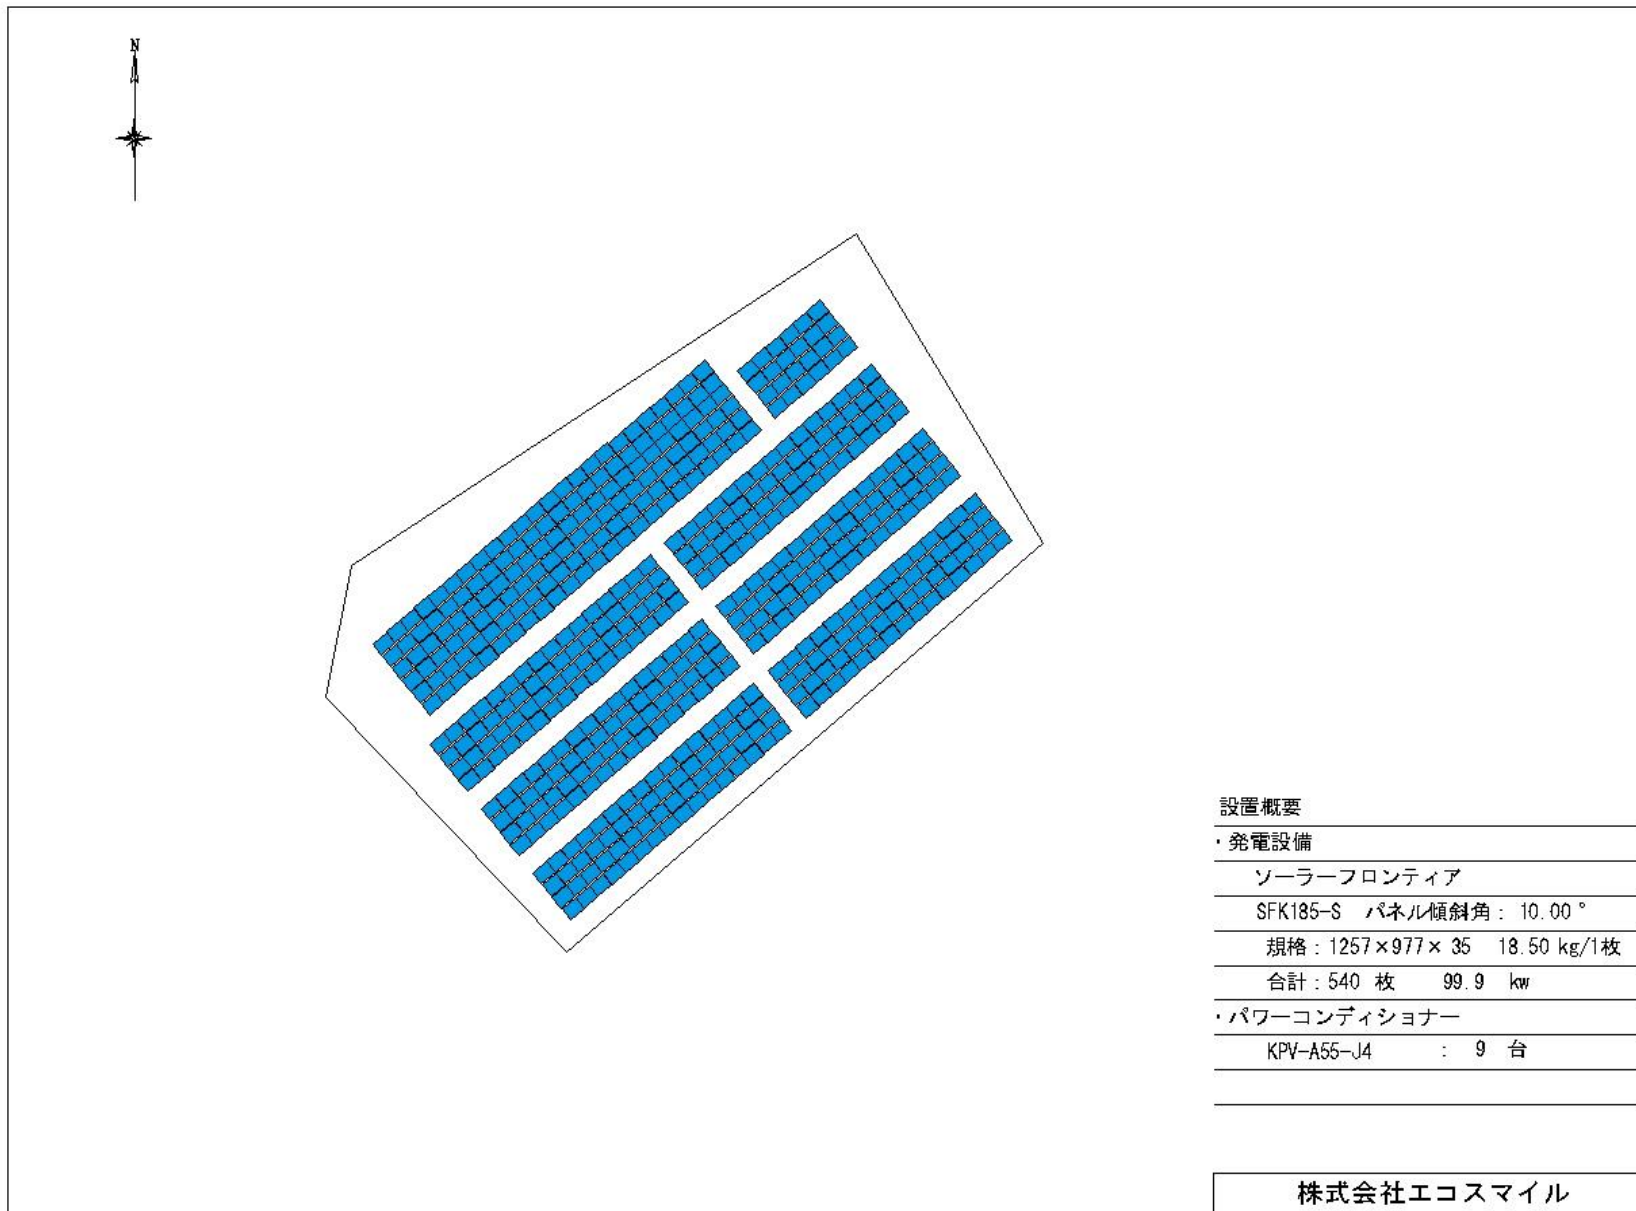 N
設置概要
・発電設備
ソーラーフロンティア
SFK185-S パネル傾斜角：10.00°
規格：1257×977×35 18.50 kg/1枚
合計：540 枚 99.9 kw
・パワーコンディショナー
KPV-A55-J4 ： 9 台
株式会社エコスマイル